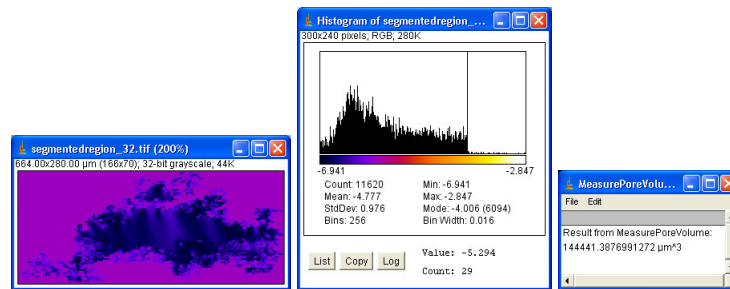 segmentedregion_32.tif (200%)
664.00x280.00 µm (166x70); 32-bit grayscale; 44K
Histogram of segmentedregion_...
300x240 pixels; RGB; 280K
-6.941 -2.847
Count: 11620 Min: -6.941
Mean: -4.777 Max: -2.847
StdDev: 0.976 Mode: -4.006 (6094)
Bins: 256 Bin Width: 0.016
List Copy Log Value: -5.294
Count: 29
MeasurePoreVolu...
File Edit
Result from MeasurePoreVolume:
144441.3876991272 µm^3